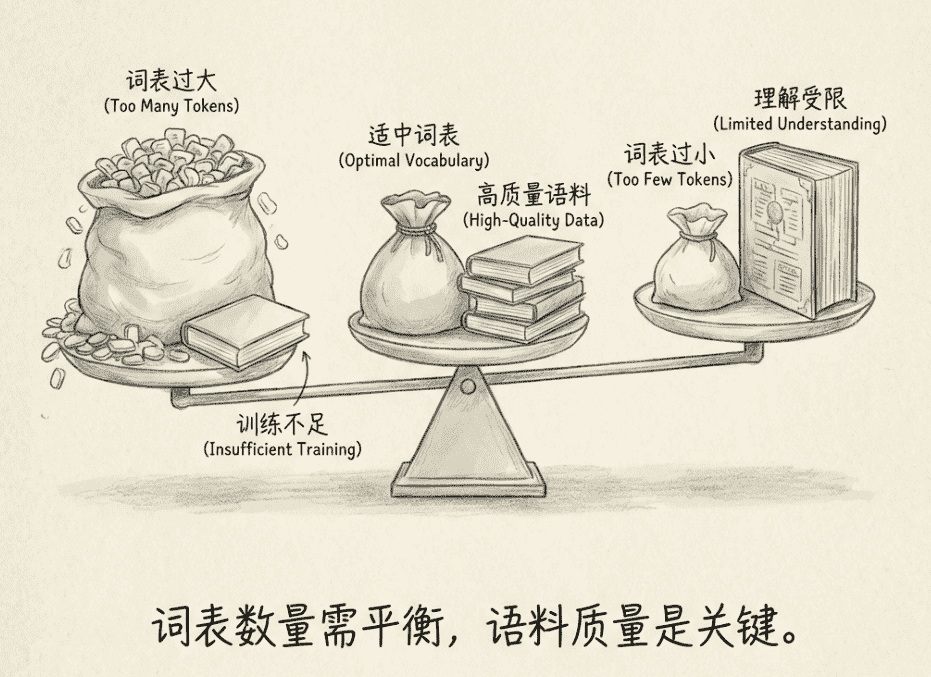 词表过大
(Too Many Tokens)
适中词表
(Optimal Vocabulary)
高质量语料
(High-Quality Data)
词表过小
(Too Few Tokens)
理解受限
(Limited Understanding)
训练不足
(Insufficient Training)
词表数量需平衡，语料质量是关键。